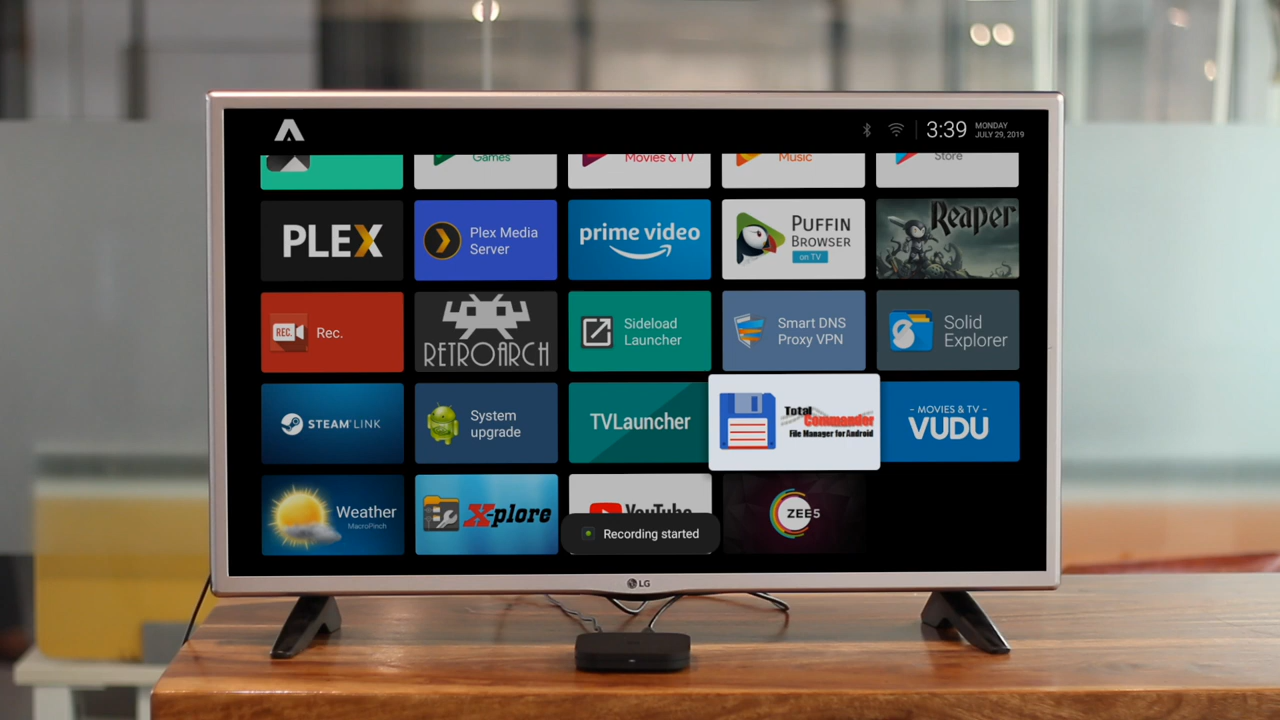 3:39
MONDAY
JULY 29, 2019
Games
Movies & TV
Music
Store
PLEX
Plex Media
Server
prime video
PUFFIN
BROWSER
on TV
Reaper
REC.
Rec.
RETROARCH
Sideload
Launcher
Smart DNS
Proxy VPN
Solid
Explorer
STEAM LINK
System
upgrade
TVLauncher
Total
Commander
File Manager for Android
- MOVIES & TV -
VUDU
Weather
MacroPinch
X-plore
YouTube
ZEE5
Recording started
LG